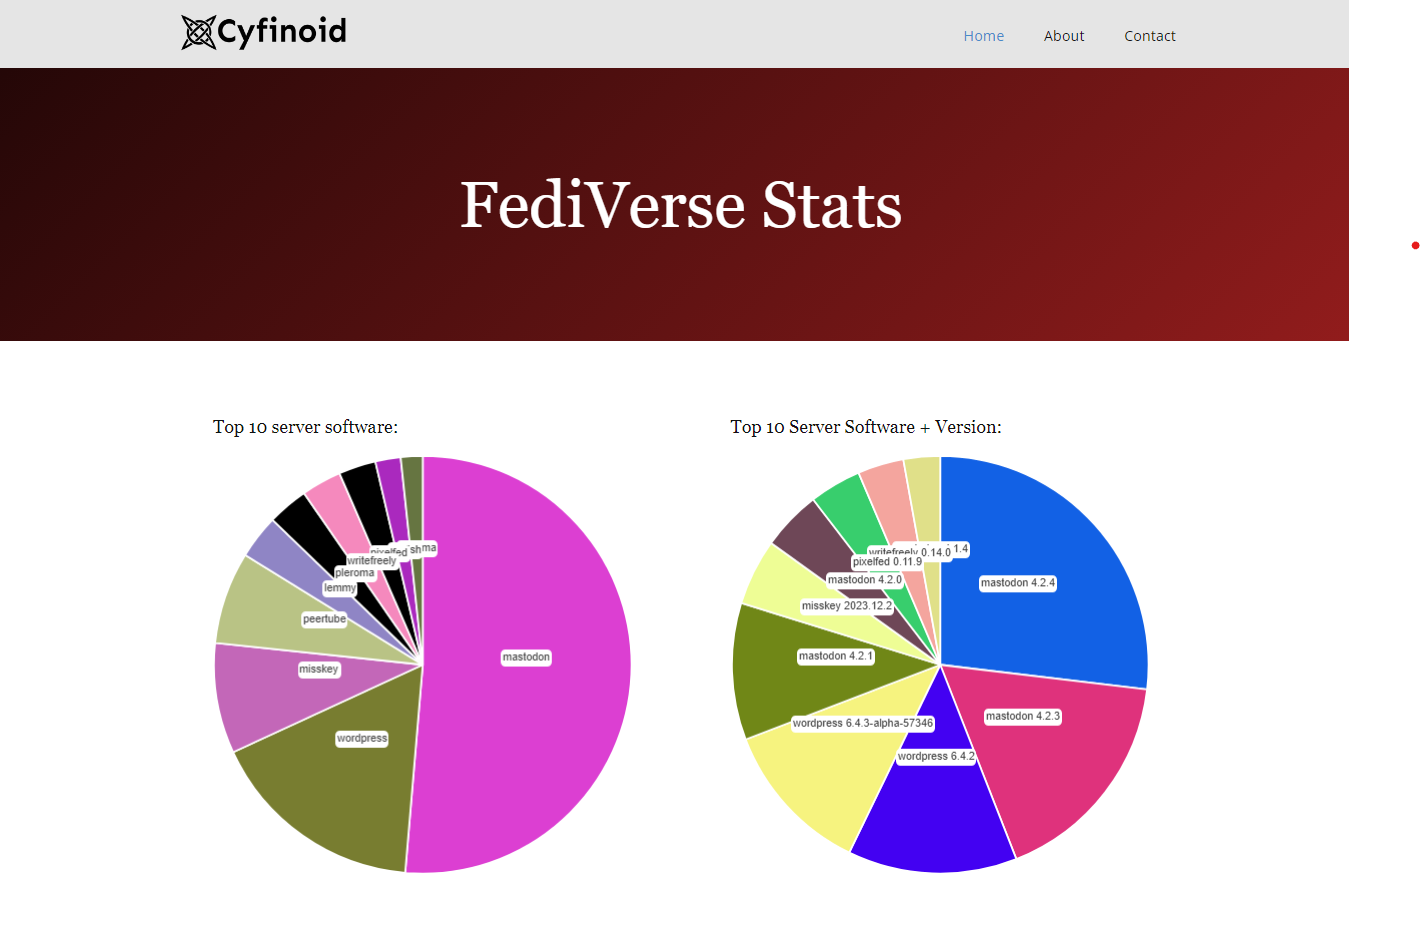 Cyfinoid
Home
About
Contact
FediVerse Stats
Top 10 server software:
mastodon
wordpress
misskey
peertube
lemmy
pleroma
writefreely
pixelfed
Top 10 Server Software + Version:
mastodon 4.2.4
mastodon 4.2.3
wordpress 6.4.2
wordpress 6.4.3-alpha-57346
mastodon 4.2.1
misskey 2023.12.2
mastodon 4.2.0
pixelfed 0.11.9
writefreely 0.14.0